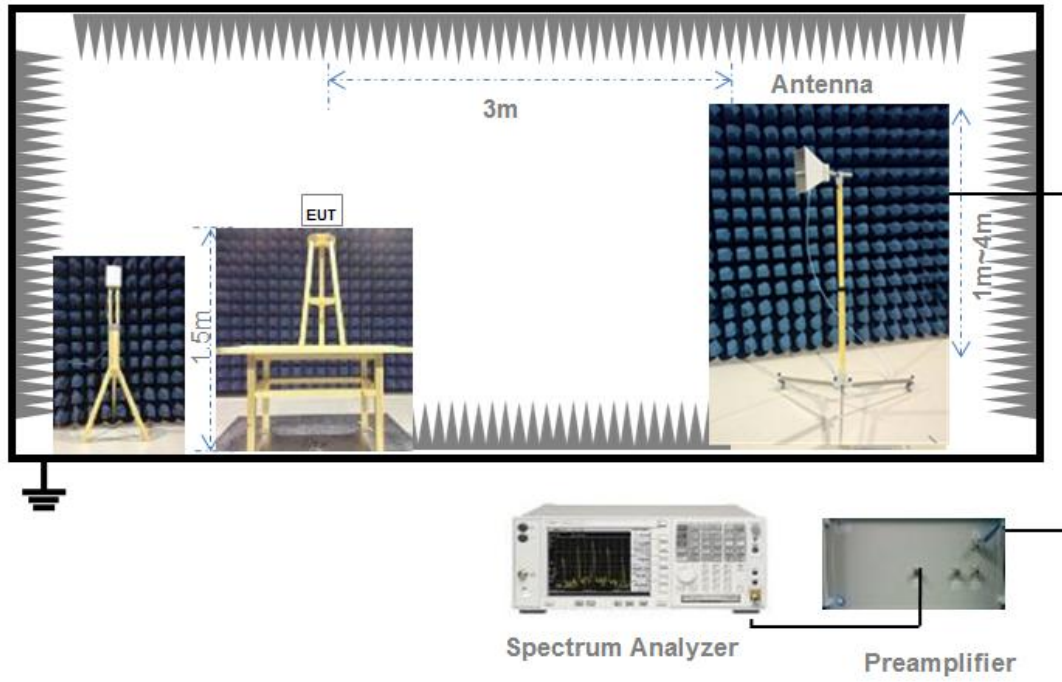 Antenna
3m
EUT
1.5m
1m~4m
Spectrum Analyzer
Preamplifier